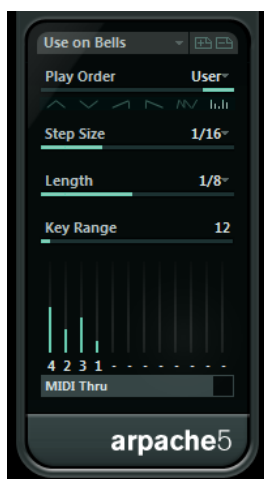 Use on Bells
Play Order User
Step Size 1/16
Length 1/8
Key Range 12
4 2 3 1 - - - - - - - -
MIDI Thru
arpache5